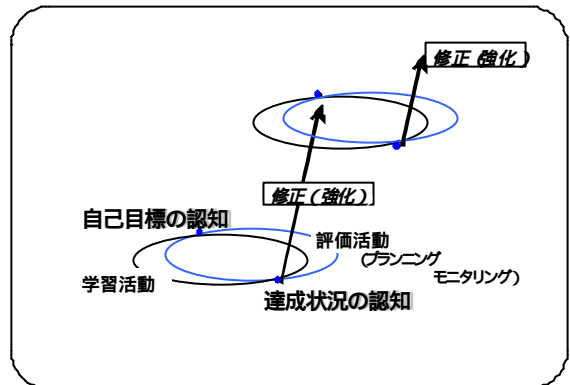 修正(強化)
修正(強化)
自己目標の認知
評価活動
(プランニング
モニタリング)
学習活動
達成状況の認知